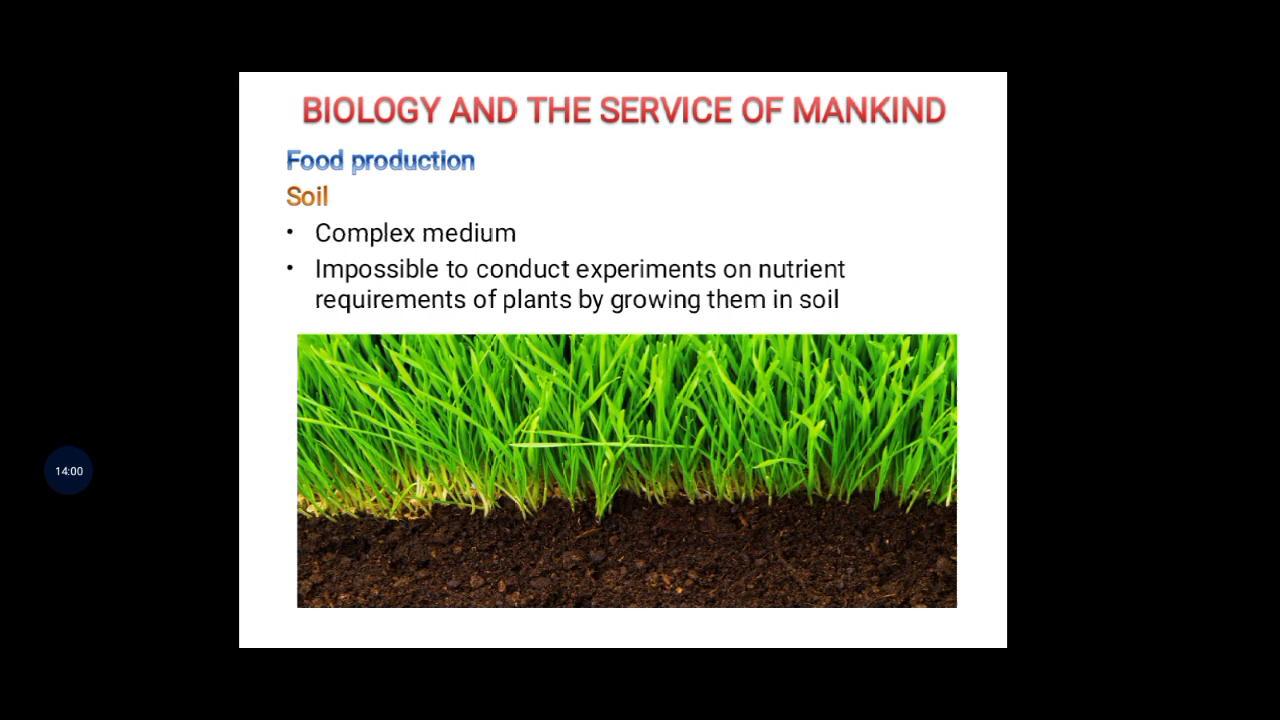 BIOLOGY AND THE SERVICE OF MANKIND
Food production
Soil
• Complex medium
• Impossible to conduct experiments on nutrient
requirements of plants by growing them in soil
14:00